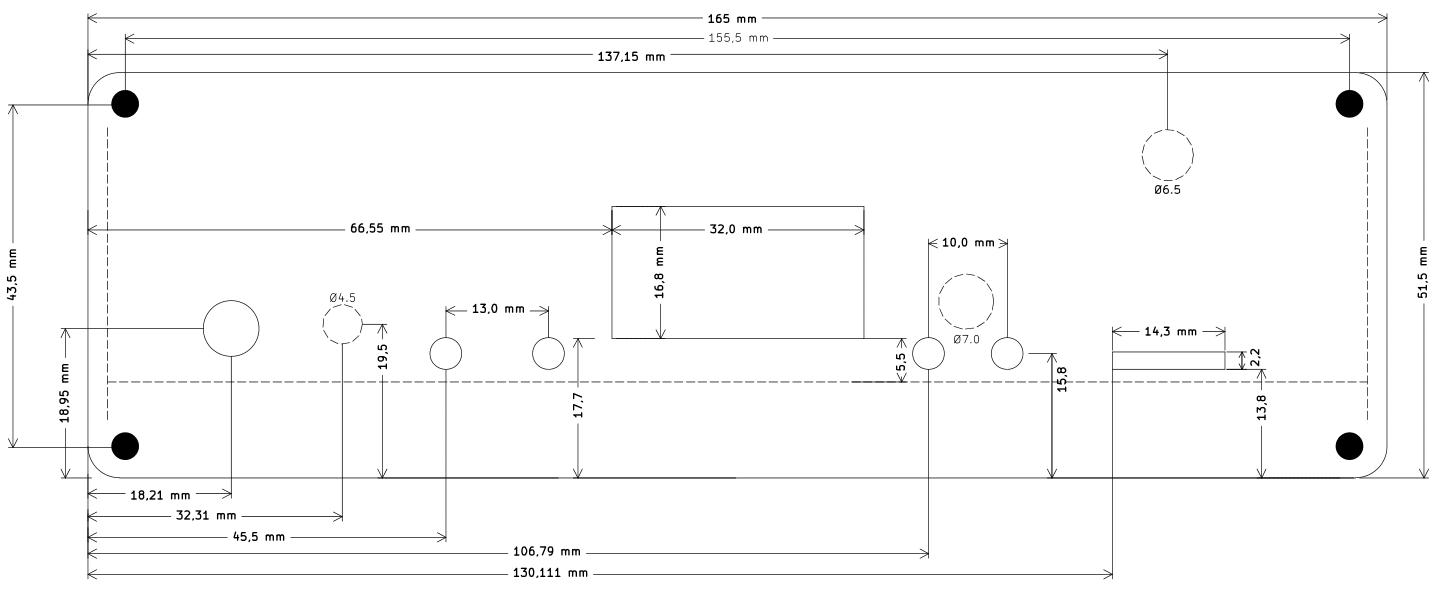 165 mm
155,5 mm
137,15 mm
Ø6.5
66,55 mm
32,0 mm
10,0 mm
43,5 mm
16,8 mm
51,5 mm
Ø4.5
13,0 mm
Ø7.0
14,3 mm
19,5
5,5
2,2
18,95 mm
17,7
15,8
13,8
18,21 mm
32,31 mm
45,5 mm
106,79 mm
130,111 mm